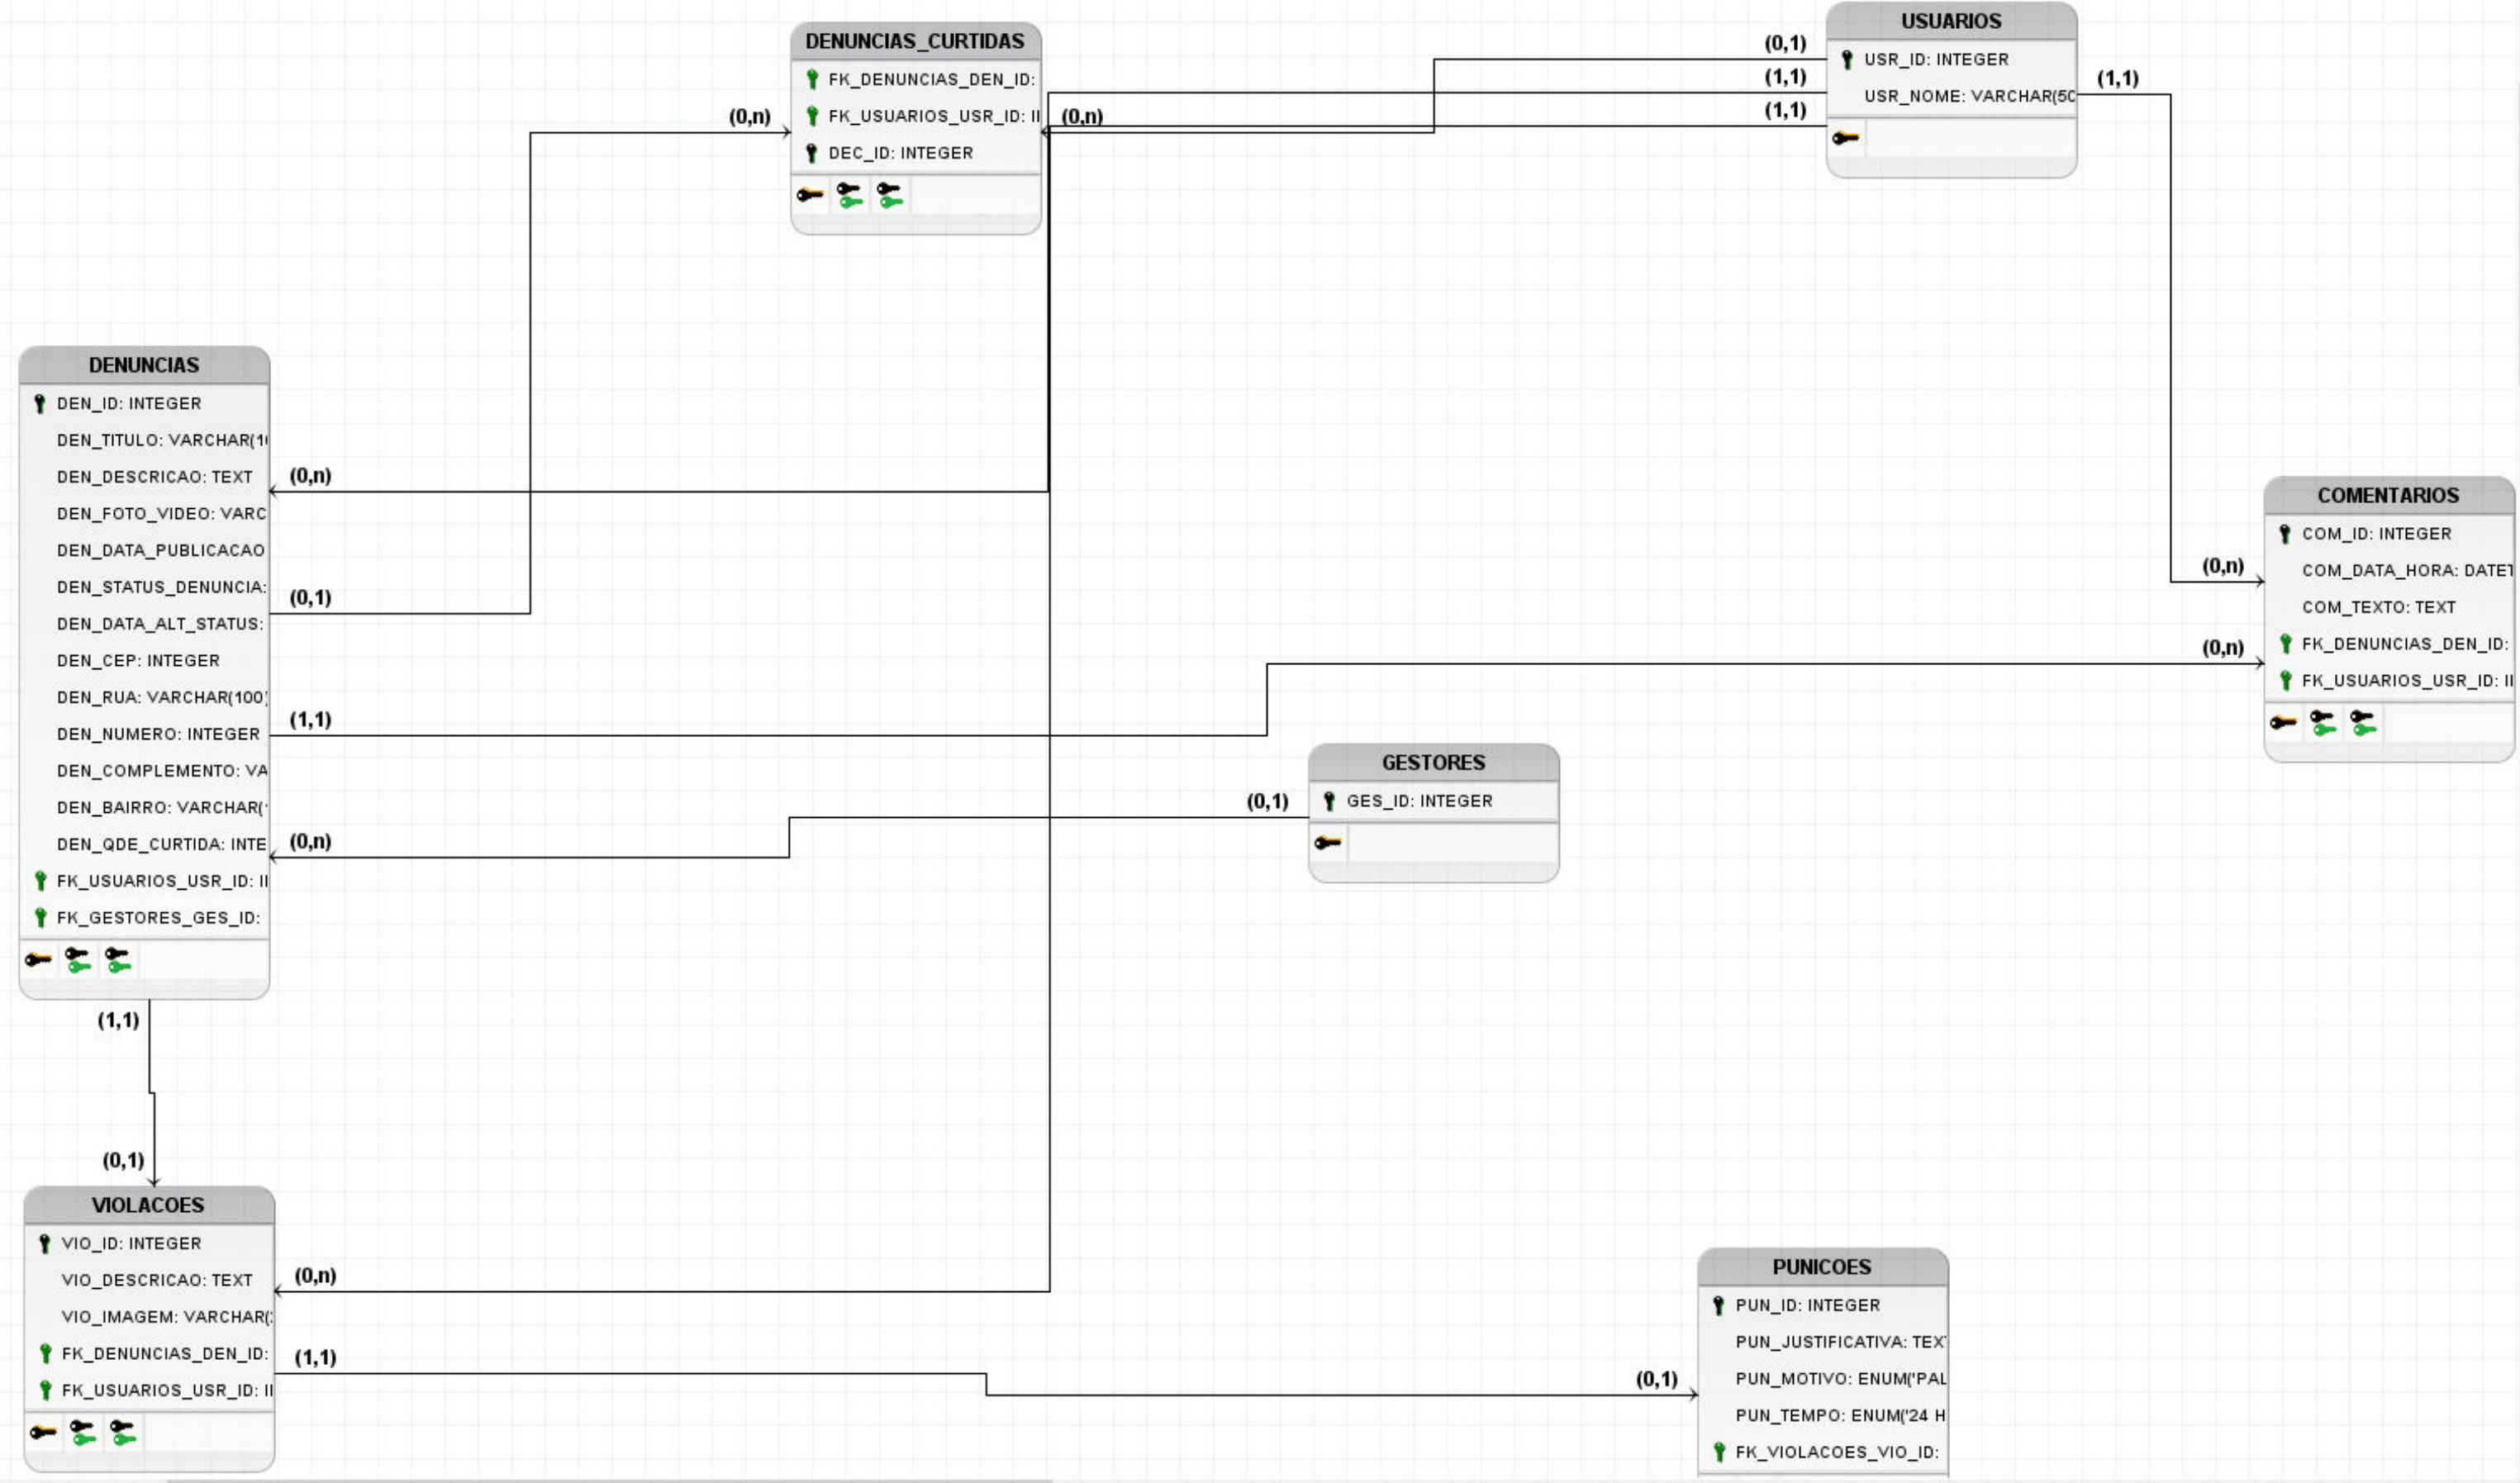 DENUNCIAS_CURTIDAS
FK_DENUNCIAS_DEN_ID:
FK_USUARIOS_USR_ID: II
DEC_ID: INTEGER
(0,n)
(0,n)
USUARIOS
USR_ID: INTEGER
USR_NOME: VARCHAR(50
(0,1)
(1,1)
(1,1)
(1,1)
DENUNCIAS
DEN_ID: INTEGER
DEN_TITULO: VARCHAR(1
DEN_DESCRICAO: TEXT
DEN_FOTO_VIDEO: VARC
DEN_DATA_PUBLICACAO
DEN_STATUS_DENUNCIA:
DEN_DATA_ALT_STATUS:
DEN_CEP: INTEGER
DEN_RUA: VARCHAR(100)
DEN_NUMERO: INTEGER
DEN_COMPLEMENTO: VA
DEN_BAIRRO: VARCHAR(
DEN_QDE_CURTIDA: INTE
FK_USUARIOS_USR_ID: II
FK_GESTORES_GES_ID:
(0,n)
(0,1)
(1,1)
(0,n)
(1,1)
COMENTARIOS
COM_ID: INTEGER
COM_DATA_HORA: DATET
COM_TEXTO: TEXT
FK_DENUNCIAS_DEN_ID:
FK_USUARIOS_USR_ID: II
(0,n)
(0,n)
GESTORES
GES_ID: INTEGER
(0,1)
(0,1)
VIOLACOES
VIO_ID: INTEGER
VIO_DESCRICAO: TEXT
VIO_IMAGEM: VARCHAR(
FK_DENUNCIAS_DEN_ID:
FK_USUARIOS_USR_ID: II
(0,n)
(1,1)
PUNICOES
PUN_ID: INTEGER
PUN_JUSTIFICATIVA: TEXT
PUN_MOTIVO: ENUM('PAL
PUN_TEMPO: ENUM('24 H
FK_VIOLACOES_VIO_ID:
(0,1)